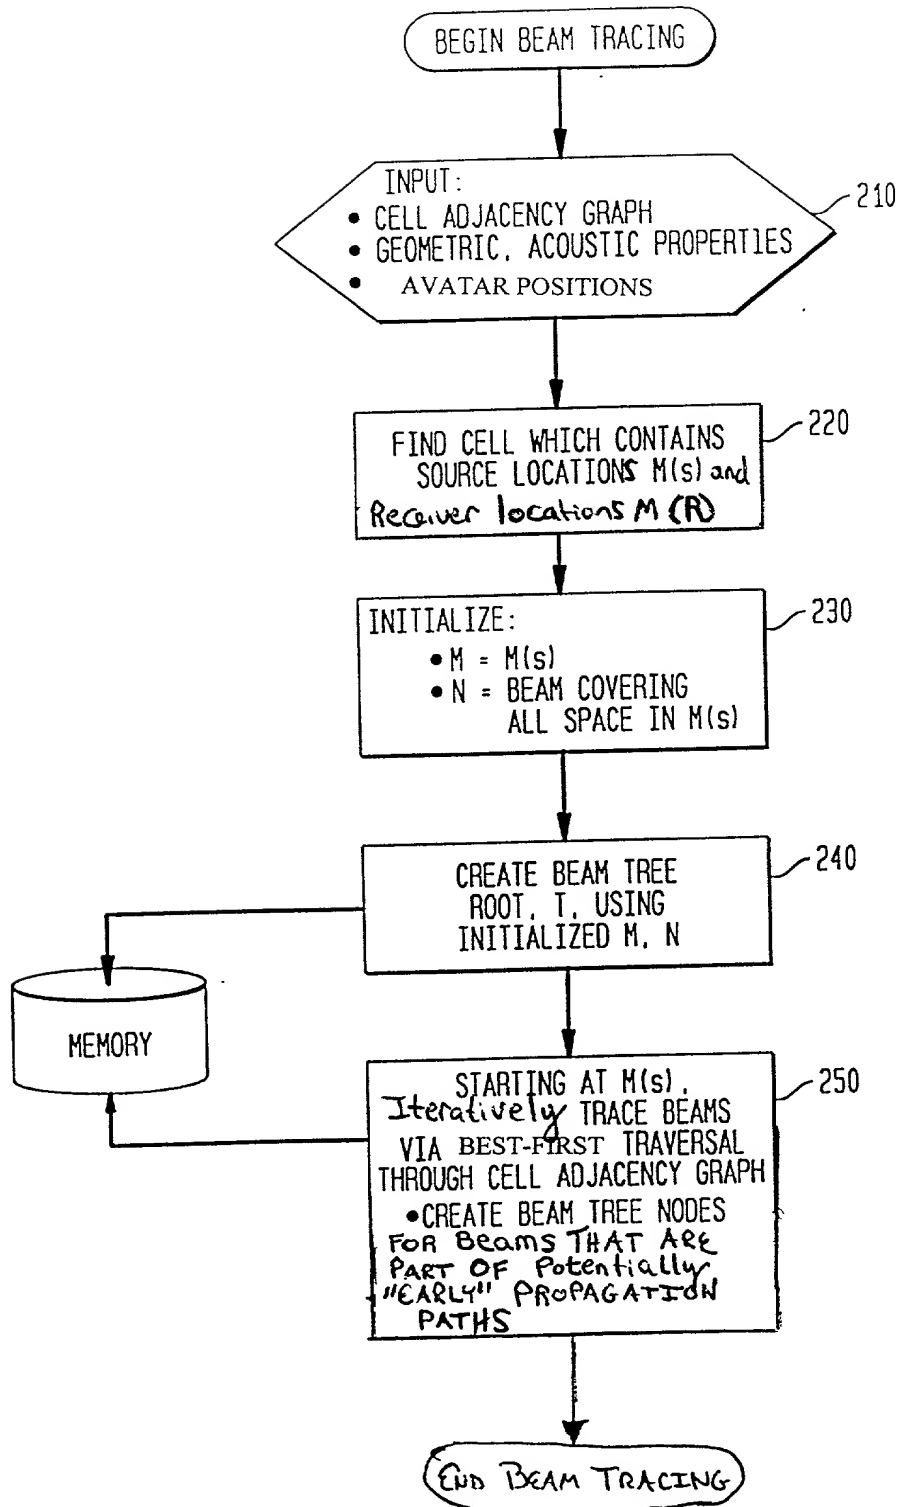 BEGIN BEAM TRACING
INPUT:
• CELL ADJACENCY GRAPH
• GEOMETRIC, ACOUSTIC PROPERTIES
• AVATAR POSITIONS
210
FIND CELL WHICH CONTAINS
SOURCE LOCATIONS M(s) and
Receiver locations M (R)
220
INITIALIZE:
• M = M(s)
• N = BEAM COVERING
ALL SPACE IN M(s)
230
CREATE BEAM TREE
ROOT, T, USING
INITIALIZED M, N
240
MEMORY
STARTING AT M(s),
Iteratively TRACE BEAMS
VIA BEST-FIRST TRAVERSAL
THROUGH CELL ADJACENCY GRAPH
• CREATE BEAM TREE NODES
FOR Beams THAT ARE
PART OF Potentially
"EARLY" PROPAGATION
PATHS
250
END BEAM TRACING